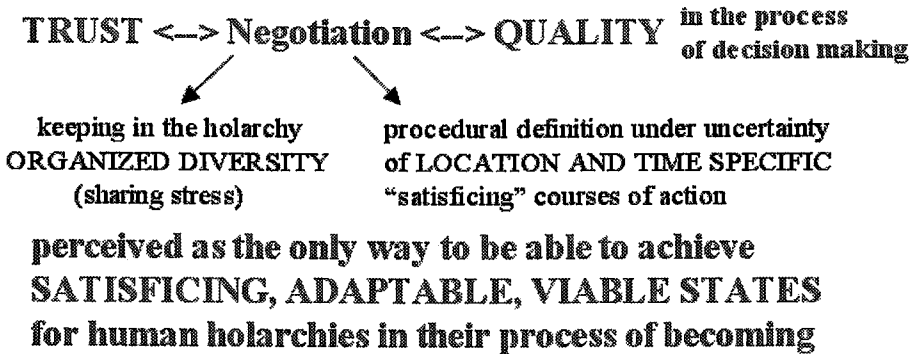 TRUST <--> Negotiation <--> QUALITY in the process
of decision making
keeping in the holarchy
ORGANIZED DIVERSITY
(sharing stress)
procedural definition under uncertainty
of LOCATION AND TIME SPECIFIC
“satisficing” courses of action
perceived as the only way to be able to achieve
SATISFICING, ADAPTABLE, VIABLE STATES
for human holarchies in their process of becoming